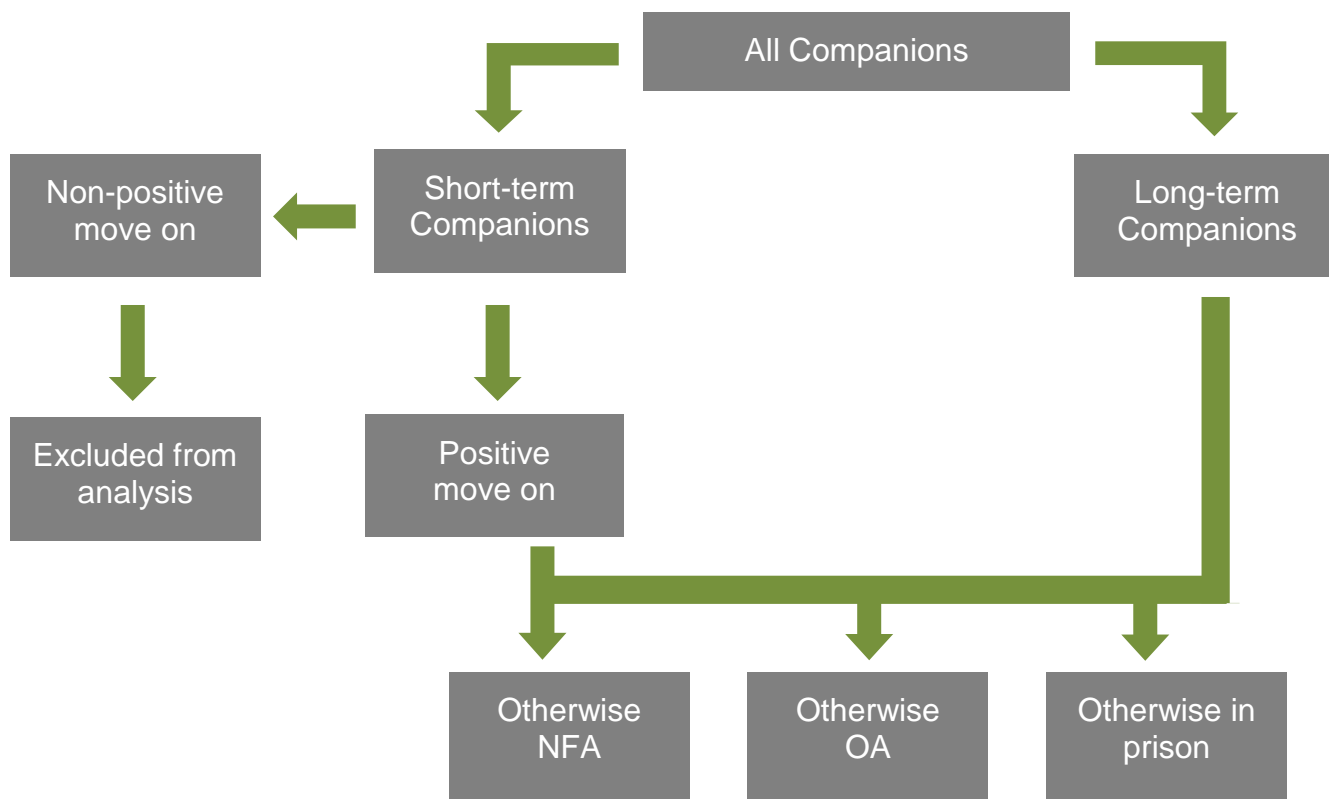 All Companions
Non-positive
move on
Short-term
Companions
Long-term
Companions
Excluded from
analysis
Positive
move on
Otherwise
NFA
Otherwise
OA
Otherwise in
prison